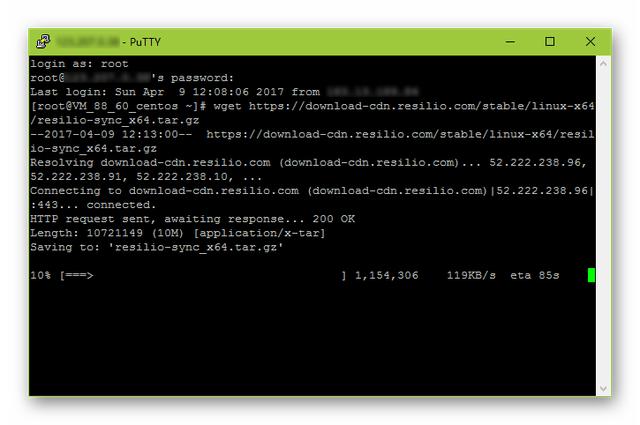 - PuTTY
login as: root
root@ 's password:
Last login: Sun Apr  9 12:08:06 2017 from
[root@VM_88_60_centos ~]# wget https://download-cdn.resilio.com/stable/linux-x64
/resilio-sync_x64.tar.gz
--2017-04-09 12:13:00--  https://download-cdn.resilio.com/stable/linux-x64/resil
io-sync_x64.tar.gz
Resolving download-cdn.resilio.com (download-cdn.resilio.com)... 52.222.238.96,
52.222.238.91, 52.222.238.10, ...
Connecting to download-cdn.resilio.com (download-cdn.resilio.com)|52.222.238.96|
:443... connected.
HTTP request sent, awaiting response... 200 OK
Length: 10721149 (10M) [application/x-tar]
Saving to: 'resilio-sync_x64.tar.gz'
10% [===>                                   ] 1,154,306    119KB/s  eta 85s